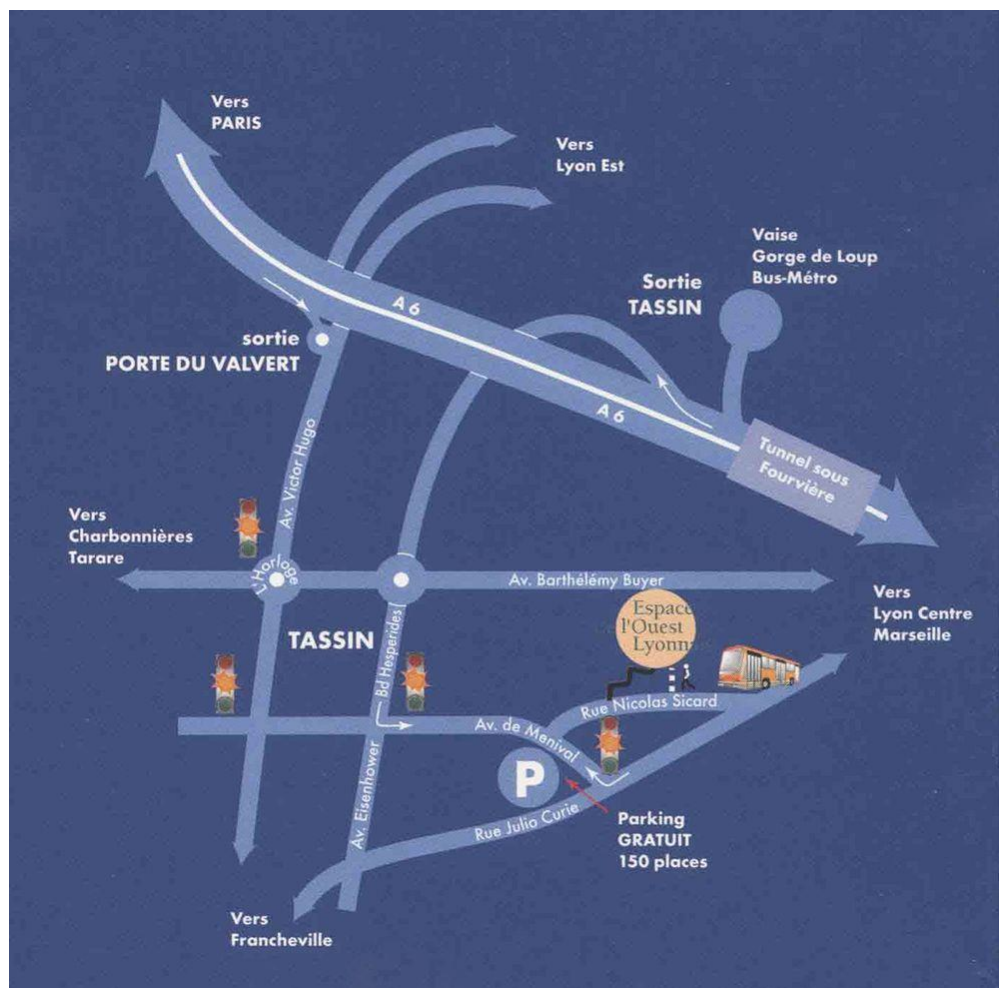 Vers
PARIS
Vers
Lyon Est
Vaise
Gorge de Loup
Bus-Métro
Sortie
TASSIN
A 6
sortie
PORTE DU VALVERT
A 6
Tunnel sous
Fourvière
Av. Victor Hugo
Vers
Charbonnières
Tarare
L'Horloge
Av. Barthélémy Buyer
Vers
Lyon Centre
Marseille
Espace
l'Ouest
Lyonn
TASSIN
Bd Hesperides
Rue Nicolas Sicard
Av. de Menival
P
Av. Eisenhower
Rue Julio Curie
Parking
GRATUIT
150 places
Vers
Francheville